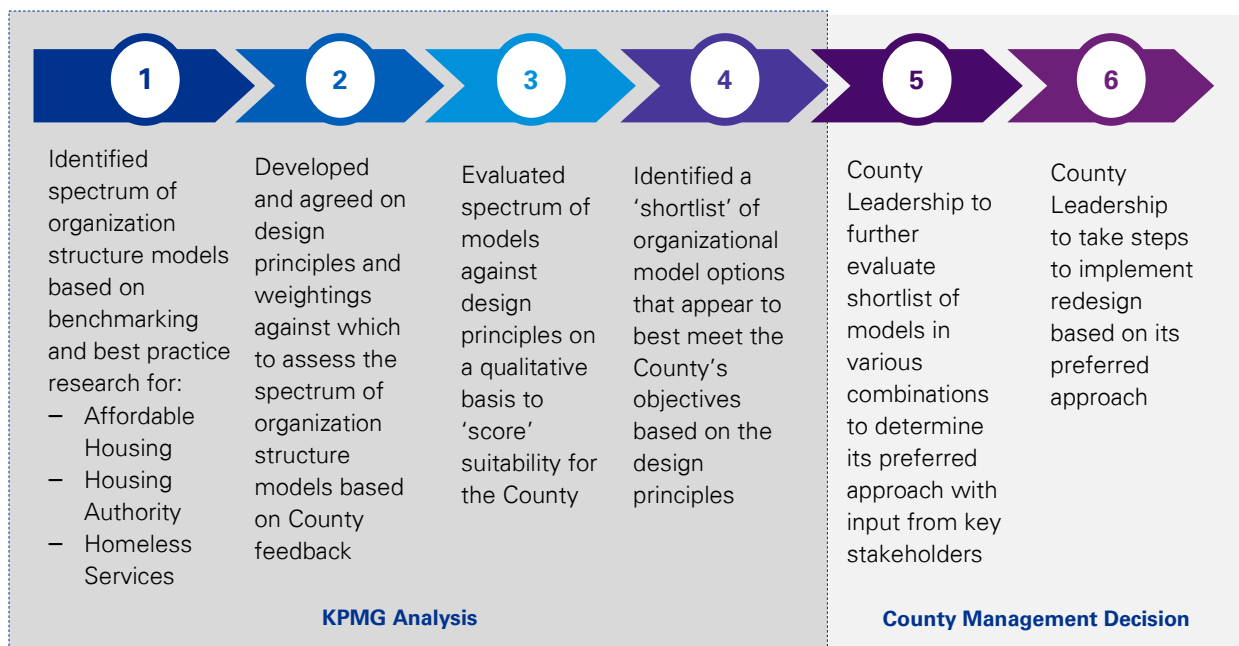 1
Identified
spectrum of
organization
structure models
based on
benchmarking
and best practice
research for:
– Affordable
Housing
– Housing
Authority
– Homeless
Services
2
Developed
and agreed on
design
principles and
weightings
against which
to assess the
spectrum of
organization
structure
models based
on County
feedback
3
Evaluated
spectrum of
models
against
design
principles on
a qualitative
basis to
‘score’
suitability for
the County
4
Identified a
‘shortlist’ of
organizational
model options
that appear to
best meet the
County’s
objectives
based on the
design
principles
KPMG Analysis
5
County
Leadership to
further
evaluate
shortlist of
models in
various
combinations
to determine
its preferred
approach with
input from key
stakeholders
6
County
Leadership
to take steps
to implement
redesign
based on its
preferred
approach
County Management Decision